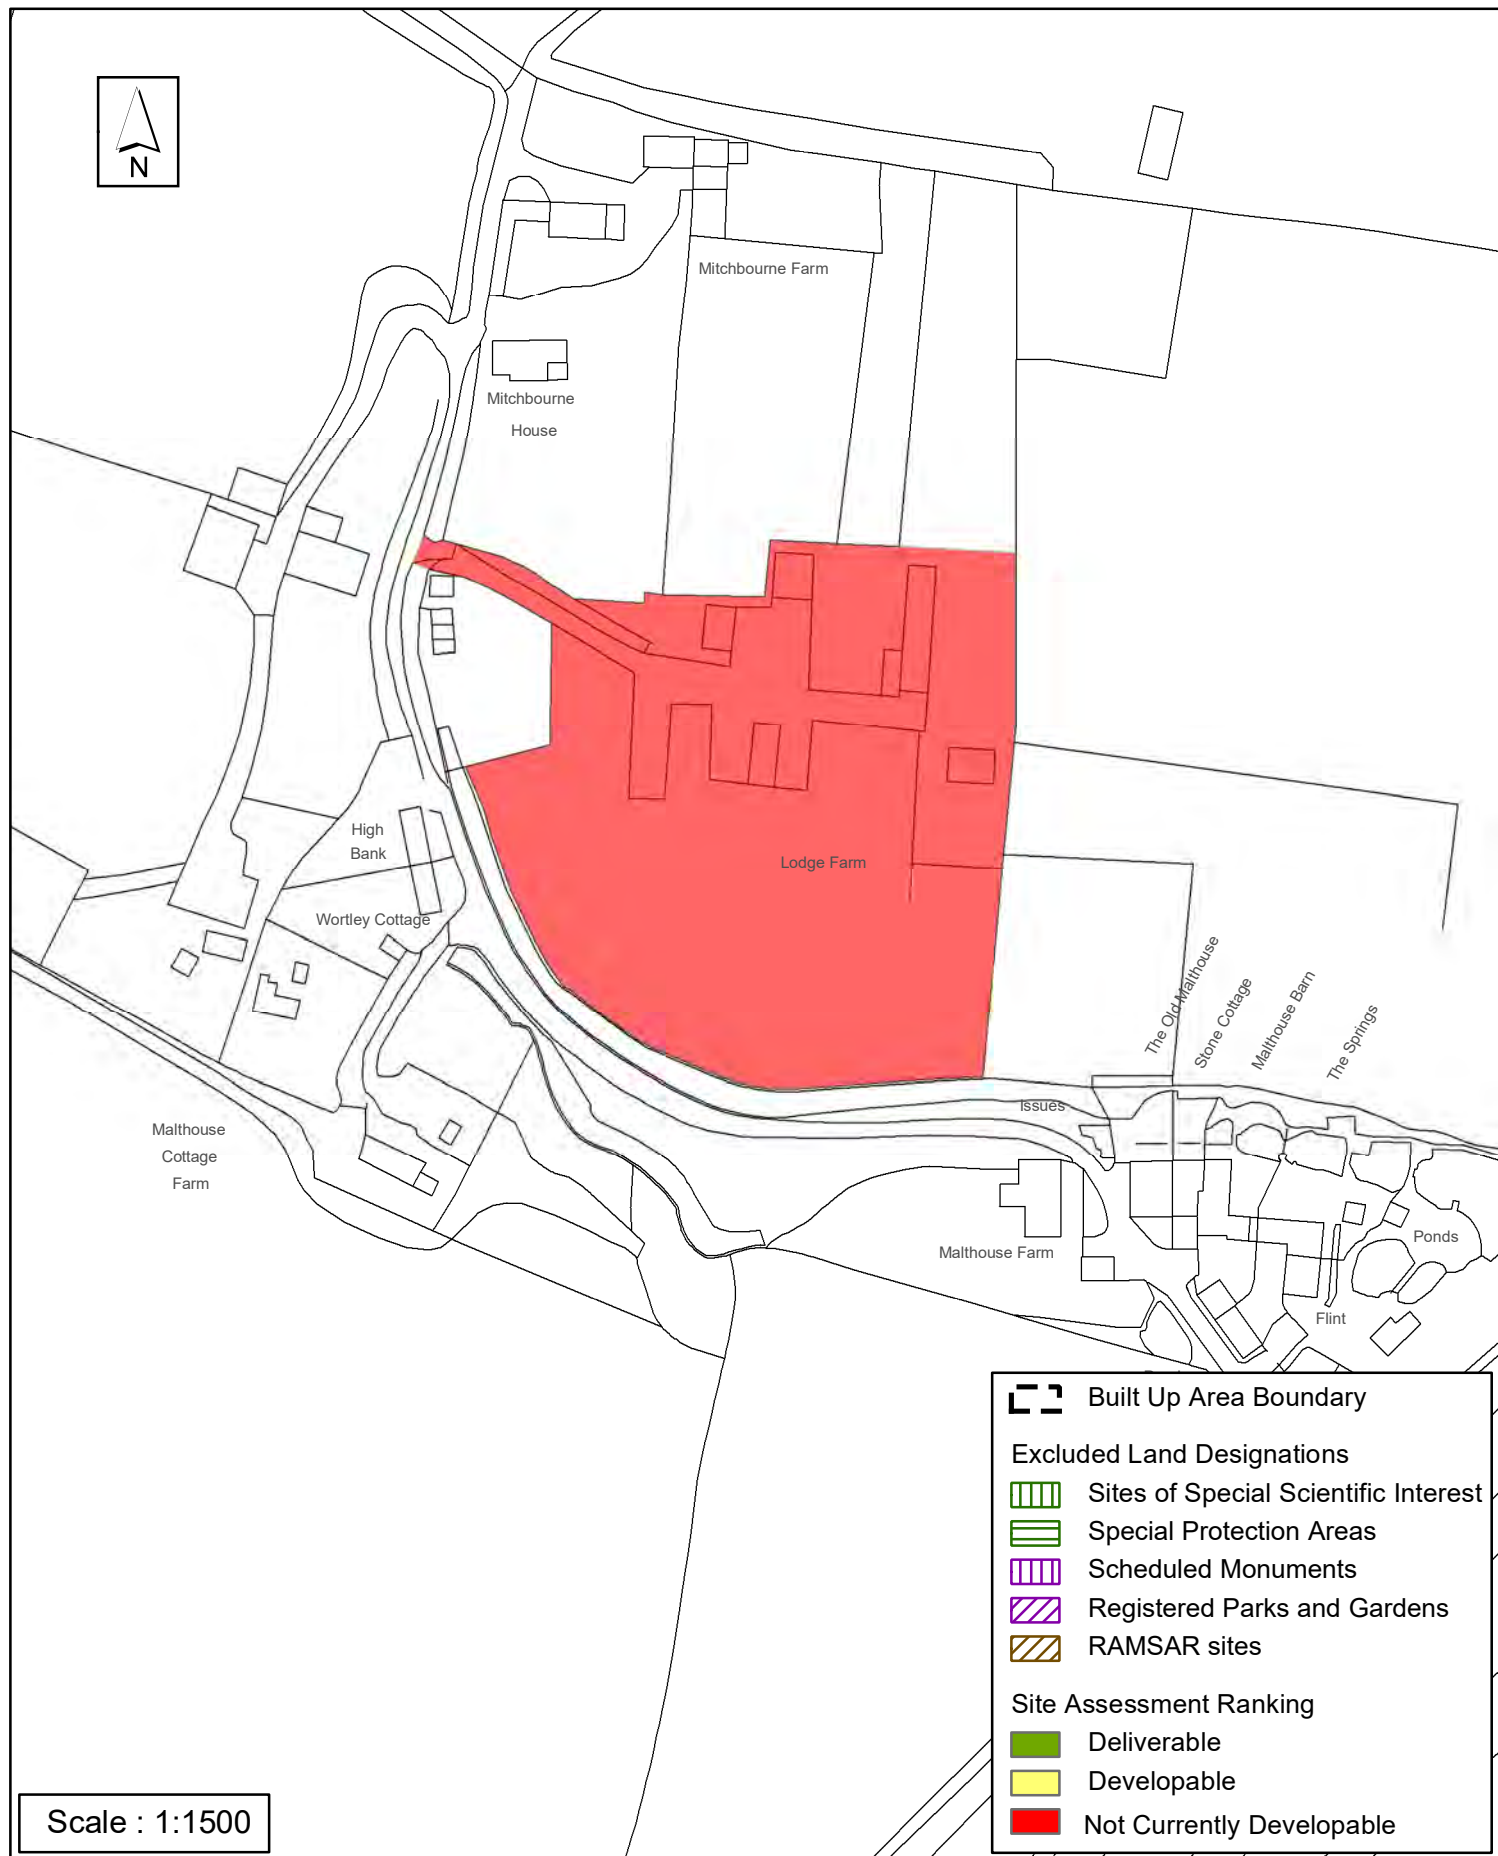 N
Mitchbourne Farm
Mitchbourne
House
High
Bank
Lodge Farm
Wortley Cottage
The Old Malthouse
Stone Cottage
Malthouse Barn
The Springs
Issues
Malthouse
Cottage
Farm
Malthouse Farm
Ponds
Flint
Built Up Area Boundary
Excluded Land Designations
Sites of Special Scientific Interest
Special Protection Areas
Scheduled Monuments
Registered Parks and Gardens
RAMSAR sites
Site Assessment Ranking
Deliverable
Developable
Not Currently Developable
Scale : 1:1500